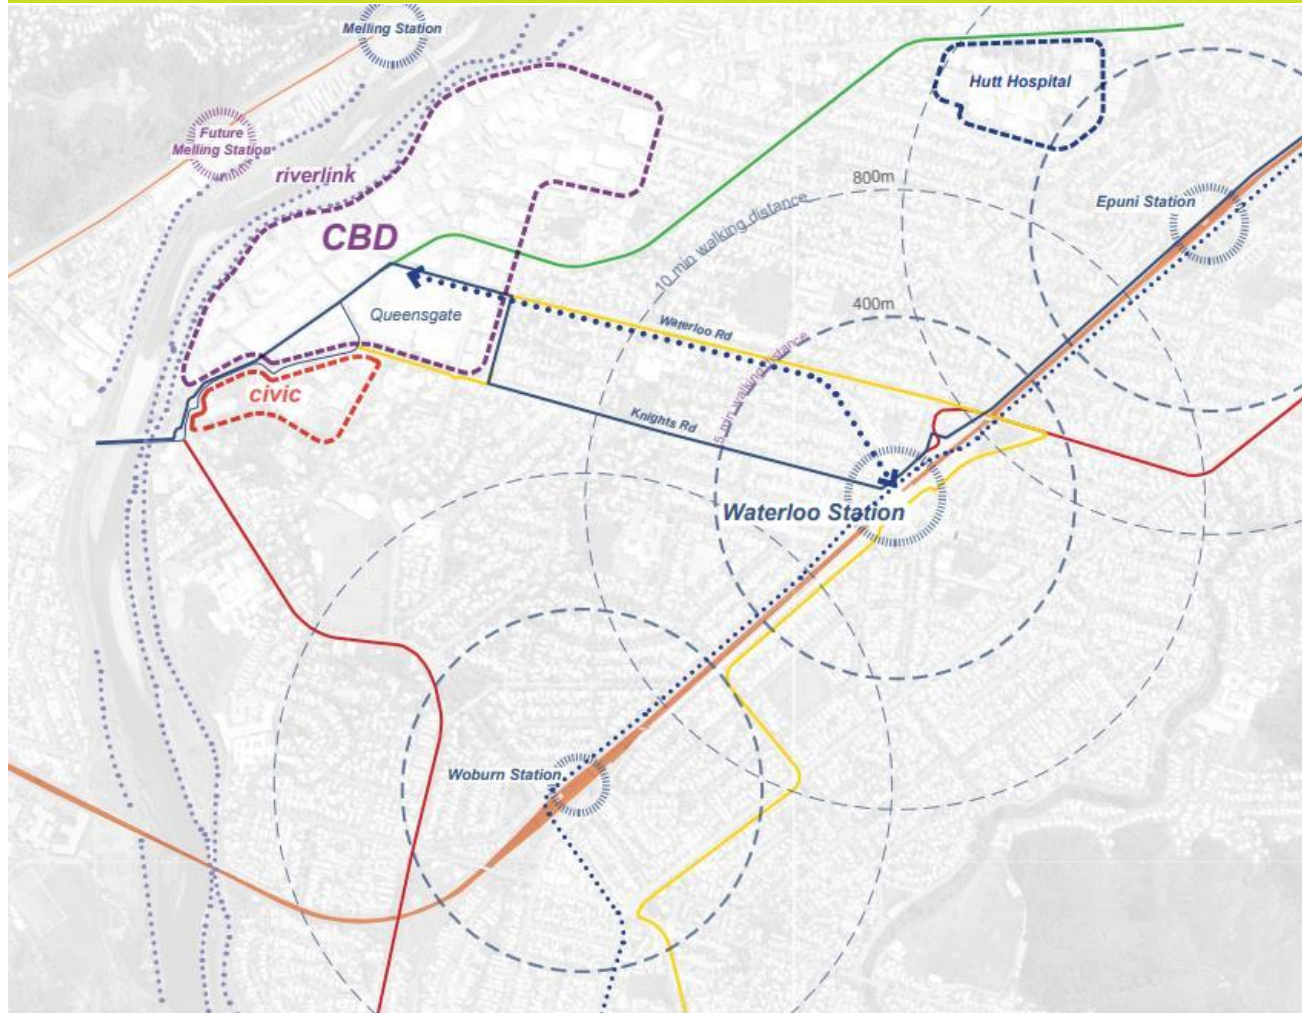 Melling Station
Future
Melling Station
riverlink
CBD
Queensgate
civic
Hutt Hospital
Epuni Station
800m
10 min walking distance
400m
5 min walking distance
Waterloo Rd
Knights Rd
Waterloo Station
Woburn Station